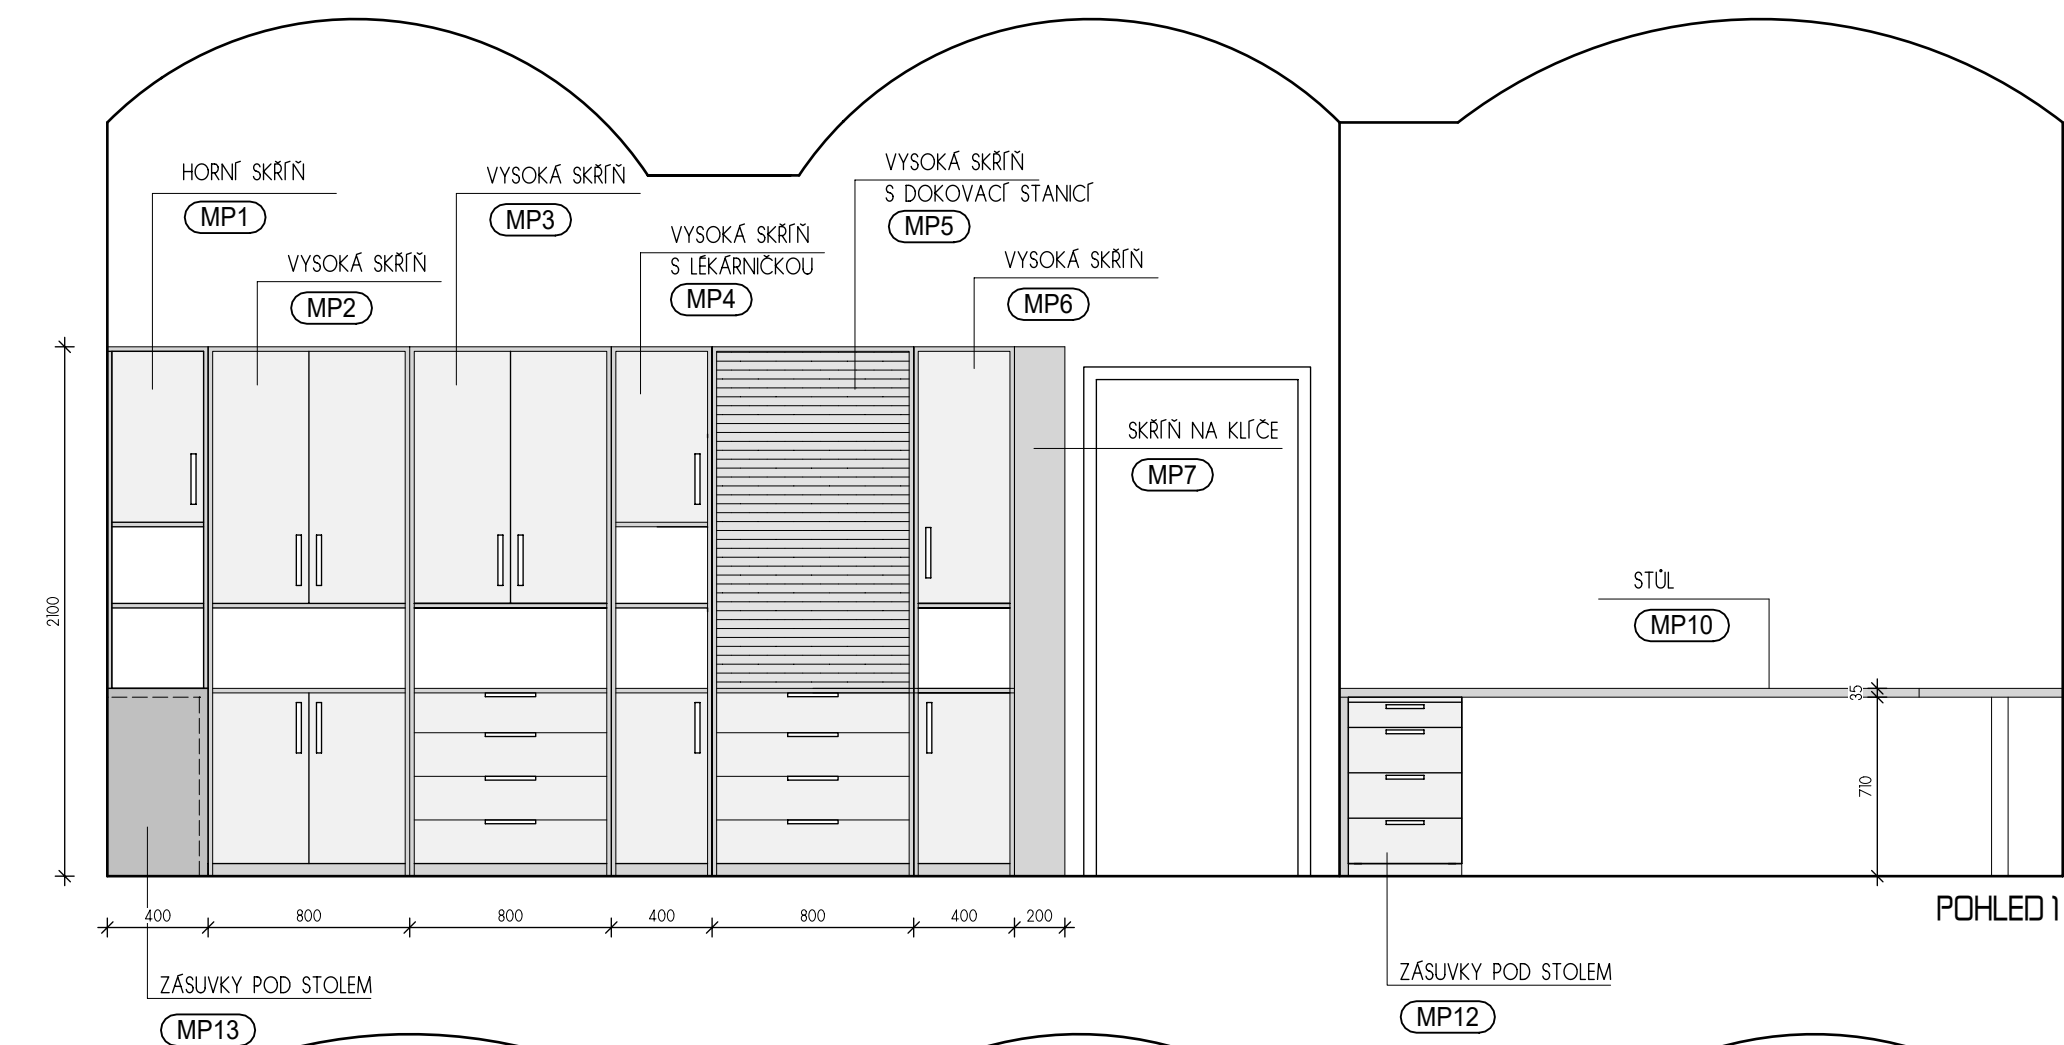 HORNÍ SKŘÍŇ
MP1
VYSOKÁ SKŘÍŇ
MP2
VYSOKÁ SKŘÍŇ
MP3
VYSOKÁ SKŘÍŇ
S LÉKÁRNIČKOU
MP4
VYSOKÁ SKŘÍŇ
S DOKOVACÍ STANICÍ
MP5
VYSOKÁ SKŘÍŇ
MP6
SKŘÍŇ NA KLÍČE
MP7
STŮL
MP10
2100
35
710
POHLED 1
400
800
800
400
800
400
200
ZÁSUVKY POD STOLEM
MP13
ZÁSUVKY POD STOLEM
MP12